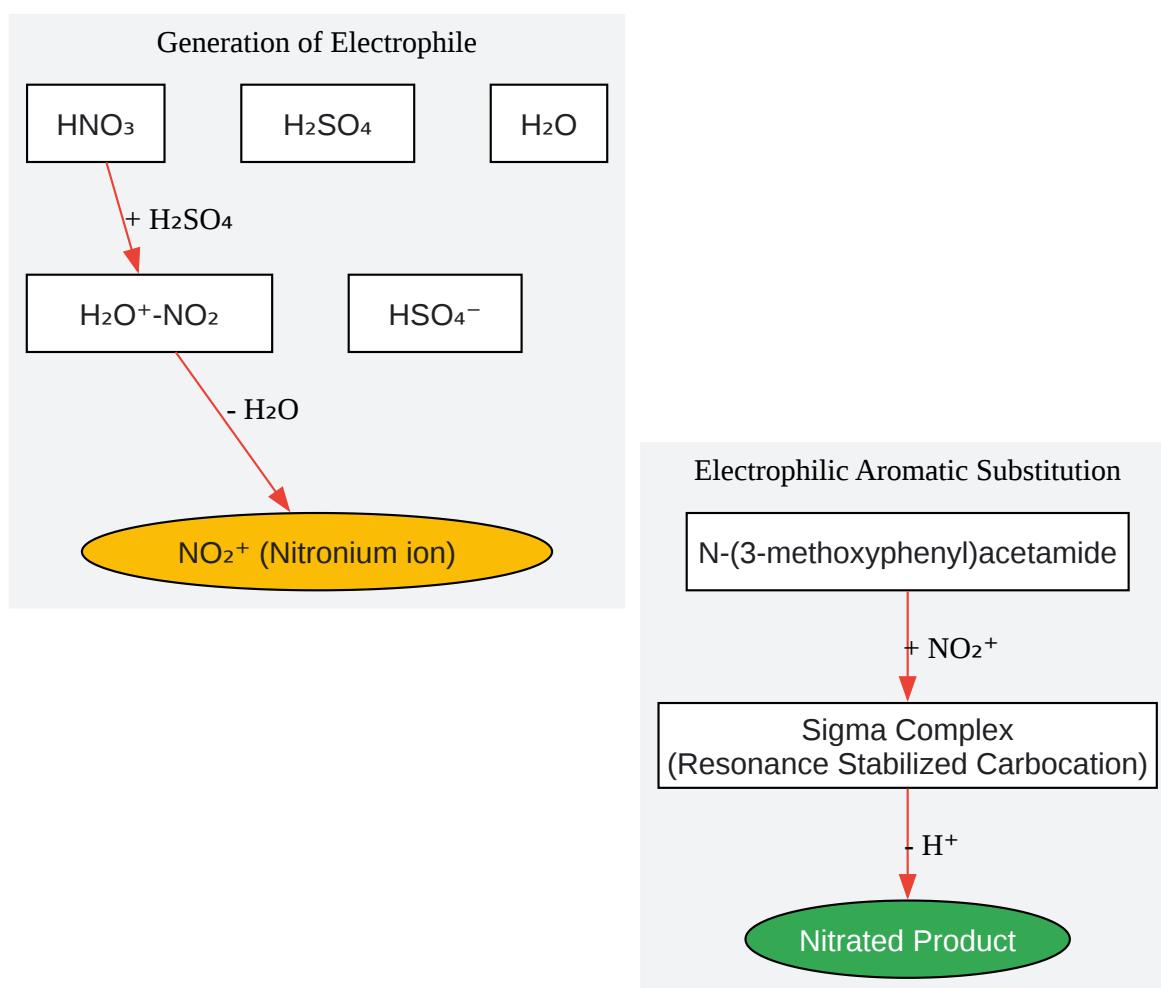 Generation of Electrophile
HNO₃
H₂SO₄
H₂O
+ H₂SO₄
H₂O⁺-NO₂
HSO₄⁻
- H₂O
NO₂⁺ (Nitronium ion)
Electrophilic Aromatic Substitution
N-(3-methoxyphenyl)acetamide
+ NO₂⁺
Sigma Complex
(Resonance Stabilized Carbocation)
- H⁺
Nitrated Product